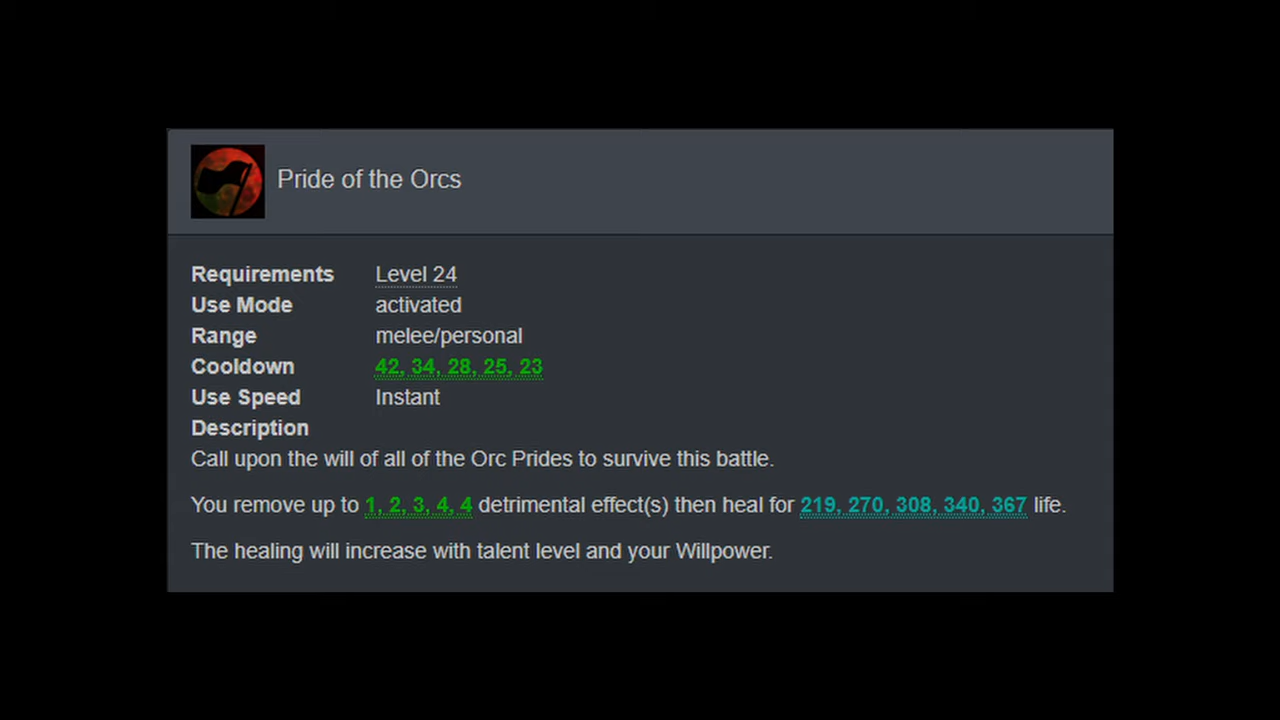 Pride of the Orcs
Requirements Level 24
Use Mode activated
Range melee/personal
Cooldown 42, 34, 28, 25, 23
Use Speed Instant
Description
Call upon the will of all of the Orc Prides to survive this battle.
You remove up to 1, 2, 3, 4, 4 detrimental effect(s) then heal for 219, 270, 308, 340, 367 life.
The healing will increase with talent level and your Willpower.